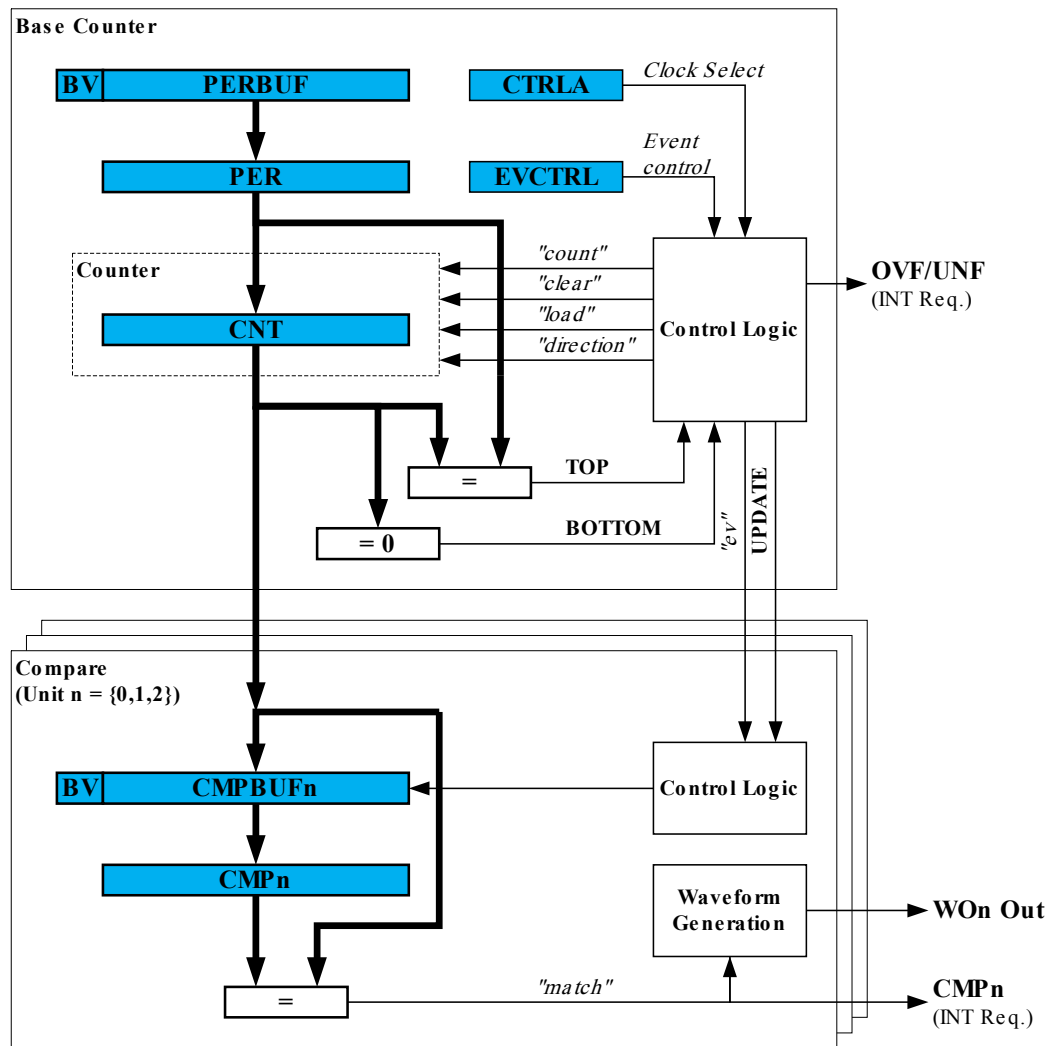 Base Counter
BV PERBUF
CTRLA
Clock Select
PER
EVCTRL
Event
control
Counter
CNT
"count"
"clear"
"load"
"direction"
Control Logic
OVF/UNF
(INT Req.)
=
TOP
= 0
BOTTOM
"ev"
UPDATE
Compare
(Unit n = {0,1,2})
BV CMPBUFn
Control Logic
CMPn
Waveform
Generation
WOn Out
=
"match"
CMPn
(INT Req.)